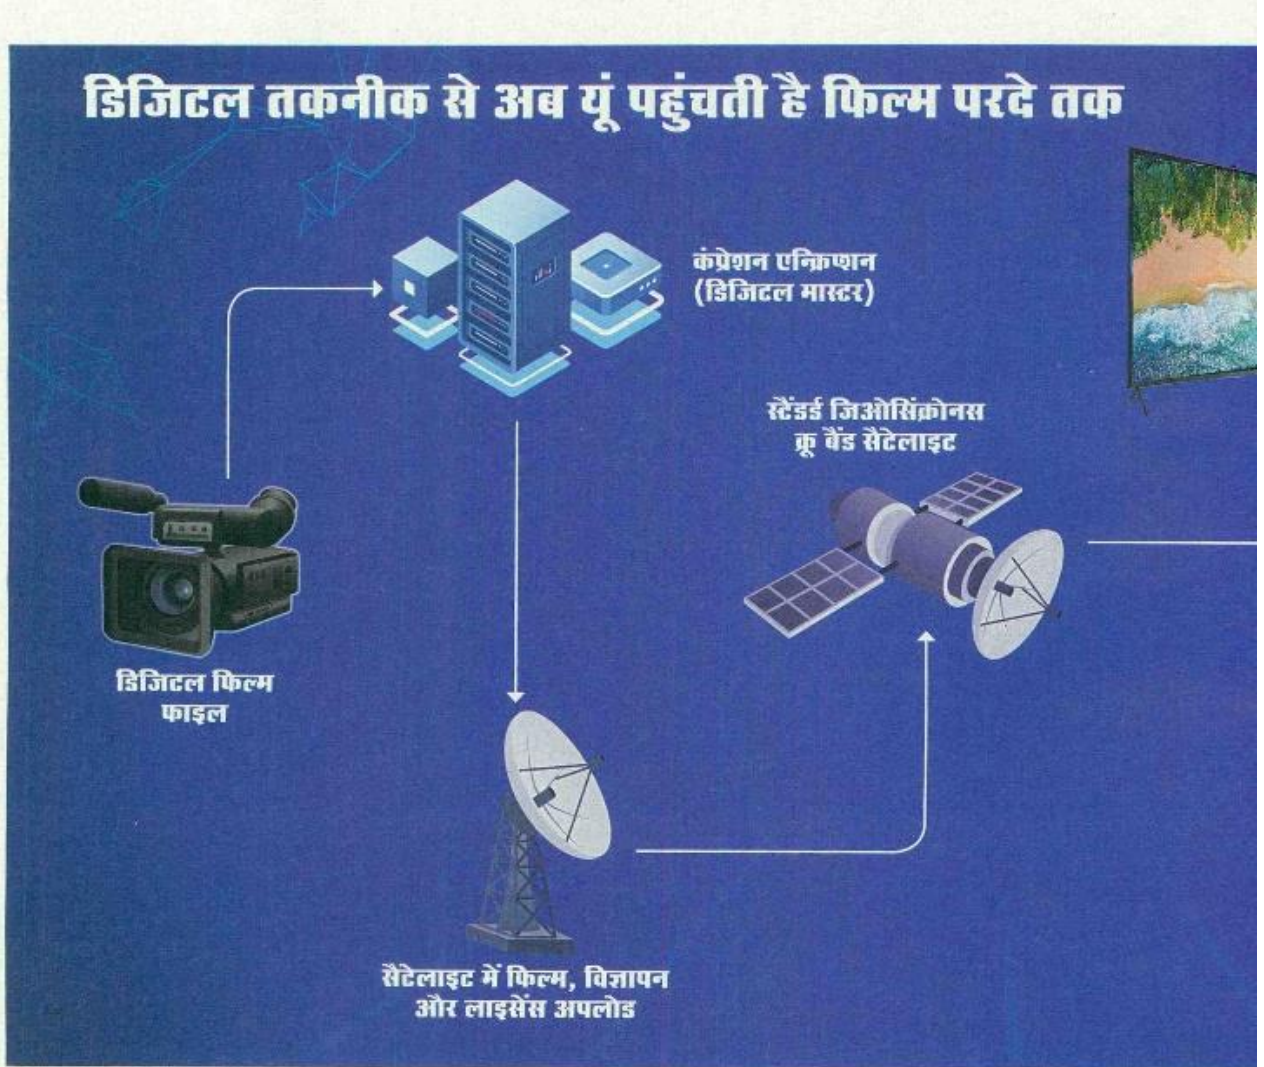 डिजिटल तकनीक से अब यूं पहुंचती है फिल्म परदे तक
कंप्रेशन एन्क्रिप्शन
(डिजिटल मास्टर)
स्टैंडर्ड जिओसिंक्रोनस
क्रू बैंड सैटेलाइट
डिजिटल फिल्म
फाइल
सैटेलाइट में फिल्म, विज्ञापन
और लाइसेंस अपलोड